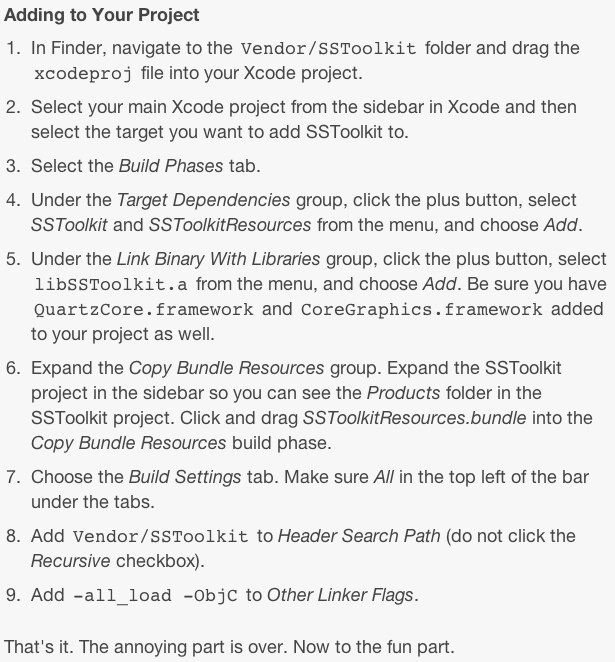 Adding to Your Project
1. In Finder, navigate to the Vendor/SSToolkit folder and drag the
xcodeproj file into your Xcode project.
2. Select your main Xcode project from the sidebar in Xcode and then
select the target you want to add SSToolkit to.
3. Select the Build Phases tab.
4. Under the Target Dependencies group, click the plus button, select
SSToolkit and SSToolkitResources from the menu, and choose Add.
5. Under the Link Binary With Libraries group, click the plus button, select
libSSToolkit.a from the menu, and choose Add. Be sure you have
QuartzCore.framework and CoreGraphics.framework added
to your project as well.
6. Expand the Copy Bundle Resources group. Expand the SSToolkit
project in the sidebar so you can see the Products folder in the
SSToolkit project. Click and drag SSToolkitResources.bundle into the
Copy Bundle Resources build phase.
7. Choose the Build Settings tab. Make sure All in the top left of the bar
under the tabs.
8. Add Vendor/SSToolkit to Header Search Path (do not click the
Recursive checkbox).
9. Add -all_load -ObjC to Other Linker Flags.
That's it. The annoying part is over. Now to the fun part.